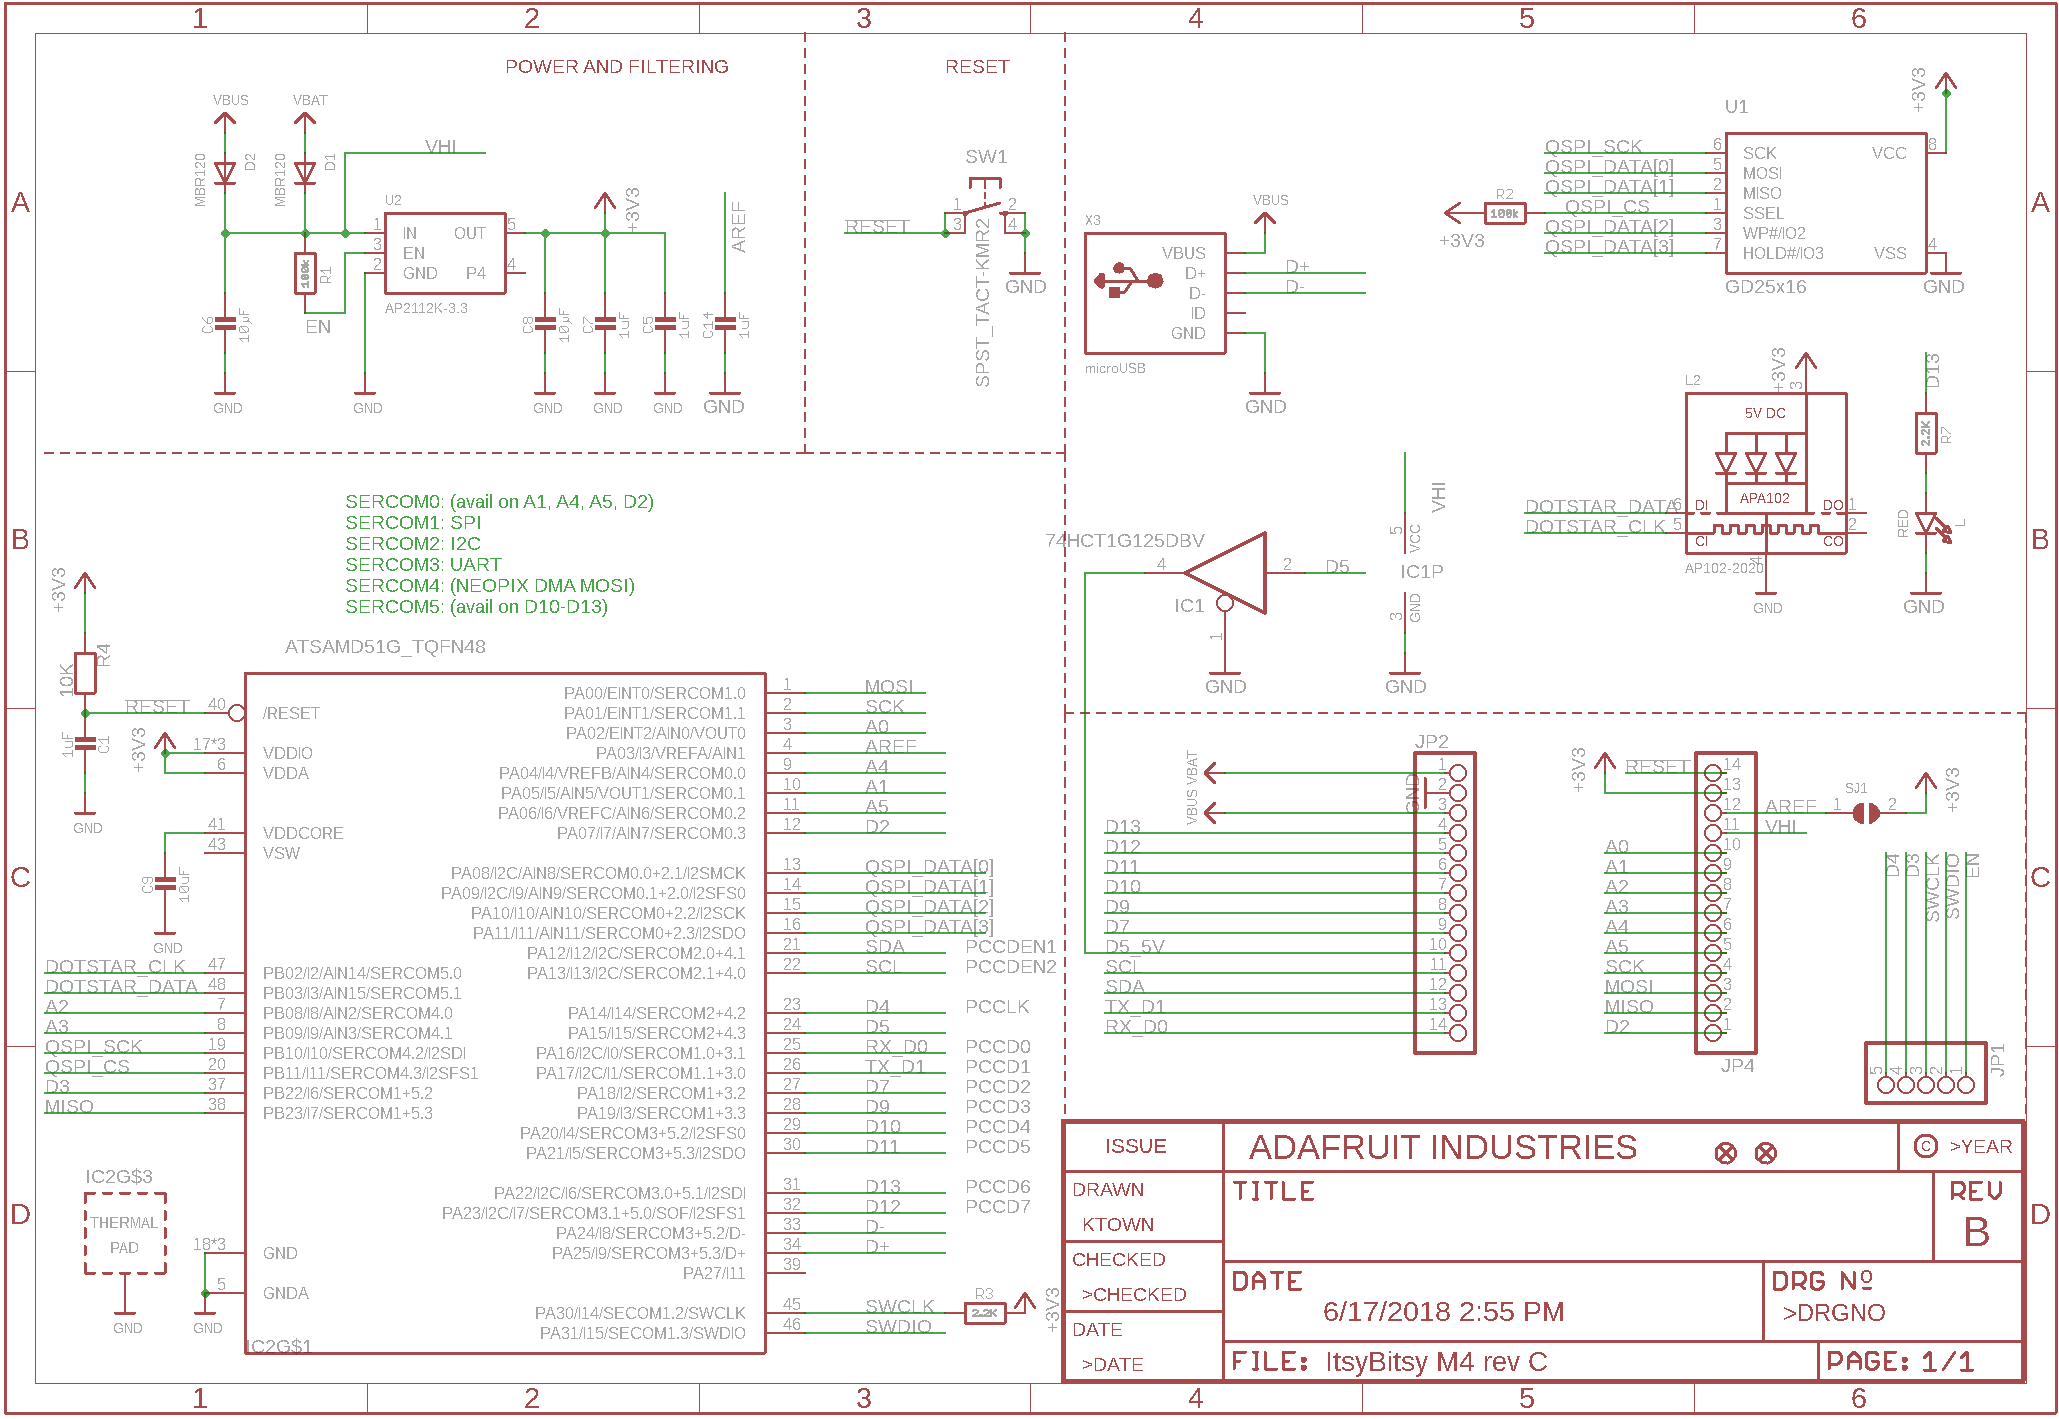 1 2 3 4 5 6
A
B
C
D
POWER AND FILTERING
VBUS
VBAT
MBR120
D2
MBR120
D1
VHI
U2
1 IN OUT 5
3 EN
2 GND P4 4
AP2112K-3.3
100k
R1
EN
C6
10µF
+3V3
C8
10µF
C7
1uF
C5
1uF
AREF
C14
1uF
GND
GND
GND
GND
GND
GND
RESET
SW1
RESET
1 2
3 4
SPST_TACT-KMR2
GND
X3
VBUS
VBUS
D+ D+
D- D-
ID
GND
microUSB
GND
U1
+3V3
QSPI_SCK 6 SCK VCC 8
QSPI_DATA[0] 5 MOSI
QSPI_DATA[1] 2 MISO
R2
100k
+3V3
QSPI_CS 1 SSEL
QSPI_DATA[2] 3 WP#/IO2
QSPI_DATA[3] 7 HOLD#/IO3 VSS 4
GD25x16
GND
L2
+3V3
3
5V DC
APA102
DOTSTAR_DATA 6 DI DO 1
DOTSTAR_CLK 5 CI CO 2
AP102-2020
4
GND
D13
2.2K
R7
RED
L
GND
74HCT1G125DBV
4 2 D5
IC1
1
GND
VHI
5
VCC
IC1P
GND
3
GND
SERCOM0: (avail on A1, A4, A5, D2)
SERCOM1: SPI
SERCOM2: I2C
SERCOM3: UART
SERCOM4: (NEOPIX DMA MOSI)
SERCOM5: (avail on D10-D13)
ATSAMD51G_TQFN48
+3V3
R4
10K
RESET 40 /RESET
1uF
C1
GND
+3V3
17*3 VDDIO
6 VDDA
41 VDDCORE
43 VSW
C9
10uF
GND
DOTSTAR_CLK 47 PB02/I2/AIN14/SERCOM5.0
DOTSTAR_DATA 48 PB03/I3/AIN15/SERCOM5.1
A2 7 PB08/I8/AIN2/SERCOM4.0
A3 8 PB09/I9/AIN3/SERCOM4.1
QSPI_SCK 19 PB10/I10/SERCOM4.2/I2SDI
QSPI_CS 20 PB11/I11/SERCOM4.3/I2SFS1
D3 37 PB22/I6/SERCOM1+5.2
MISO 38 PB23/I7/SERCOM1+5.3
IC2G$3
THERMAL
PAD
GND
18*3 GND
5 GNDA
GND
IC2G$1
PA00/EINT0/SERCOM1.0 1 MOSI
PA01/EINT1/SERCOM1.1 2 SCK
PA02/EINT2/AIN0/VOUT0 3 A0
PA03/I3/VREFA/AIN1 4 AREF
PA04/I4/VREFB/AIN4/SERCOM0.0 9 A4
PA05/I5/AIN5/VOUT1/SERCOM0.1 10 A1
PA06/I6/VREFC/AIN6/SERCOM0.2 11 A5
PA07/I7/AIN7/SERCOM0.3 12 D2
PA08/I2C/AIN8/SERCOM0.0+2.1/I2SMCK 13 QSPI_DATA[0]
PA09/I2C/I9/AIN9/SERCOM0.1+2.0/I2SFS0 14 QSPI_DATA[1]
PA10/I10/AIN10/SERCOM0+2.2/I2SCK 15 QSPI_DATA[2]
PA11/I11/AIN11/SERCOM0+2.3/I2SDO 16 QSPI_DATA[3]
PA12/I12/I2C/SERCOM2.0+4.1 21 SDA PCCDEN1
PA13/I13/I2C/SERCOM2.1+4.0 22 SCL PCCDEN2
PA14/I14/SERCOM2+4.2 23 D4 PCCLK
PA15/I15/SERCOM2+4.3 24 D5
PA16/I2C/I0/SERCOM1.0+3.1 25 RX_D0 PCCD0
PA17/I2C/I1/SERCOM1.1+3.0 26 TX_D1 PCCD1
PA18/I2/SERCOM1+3.2 27 D7 PCCD2
PA19/I3/SERCOM1+3.3 28 D9 PCCD3
PA20/I4/SERCOM3+5.2/I2SFS0 29 D10 PCCD4
PA21/I5/SERCOM3+5.3/I2SDO 30 D11 PCCD5
PA22/I2C/I6/SERCOM3.0+5.1/I2SDI 31 D13 PCCD6
PA23/I2C/I7/SERCOM3.1+5.0/SOF/I2SFS1 32 D12 PCCD7
PA24/I8/SERCOM3+5.2/D- 33 D-
PA25/I9/SERCOM3+5.3/D+ 34 D+
PA27/I11 39
PA30/I14/SECOM1.2/SWCLK 45 SWCLK
PA31/I15/SECOM1.3/SWDIO 46 SWDIO
R3
2.2K
+3V3
JP2
VBAT 1
GND 2
VBUS 3
D13 4
D12 5
D11 6
D10 7
D9 8
D7 9
D5_5V 10
SCL 11
SDA 12
TX_D1 13
RX_D0 14
+3V3
RESET 14
13
12 AREF 1 SJ1 2 +3V3
11 VHI
A0 10
A1 9
A2 8
A3 7
A4 6
A5 5
SCK 4
MOSI 3
MISO 2
D2 1
JP4
D4 D3 SWCLK SWDIO EN
5 4 3 2 1
JP1
ISSUE
ADAFRUIT INDUSTRIES
© >YEAR
DRAWN
KTOWN
TITLE
REV
B
CHECKED
>CHECKED
DATE
6/17/2018 2:55 PM
DRG Nº
>DRGNO
DATE
>DATE
FILE: ItsyBitsy M4 rev C
PAGE: 1/1
A
B
C
D
1 2 3 4 5 6